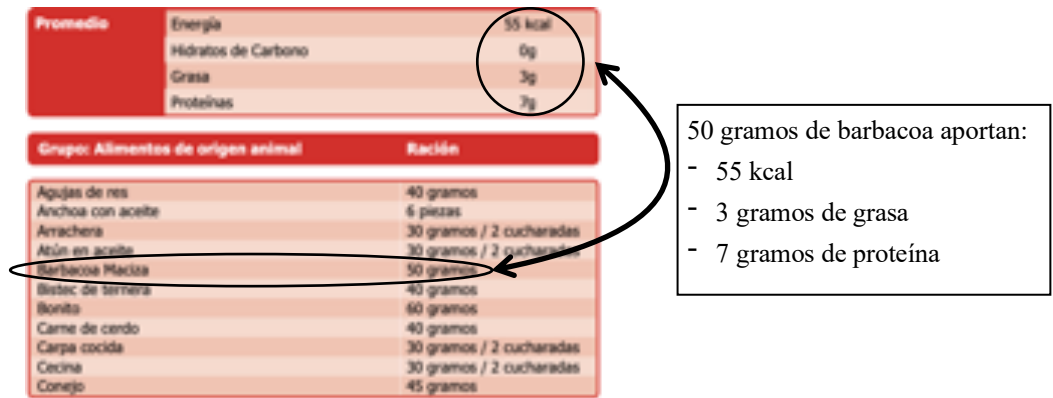 Promedio Energía 55 kcal
Hidratos de Carbono 0g
Grasa 3g
Proteínas 7g
Grupo: Alimentos de origen animal Ración
Agujas de res 40 gramos
Anchoa con aceite 6 piezas
Arrachera 30 gramos / 2 cucharadas
Atún en aceite 30 gramos / 2 cucharadas
Barbacoa Maciza 50 gramos
Bistec de ternera 40 gramos
Bonito 60 gramos
Carne de cerdo 40 gramos
Carpa cocida 30 gramos / 2 cucharadas
Cecina 30 gramos / 2 cucharadas
Conejo 45 gramos
50 gramos de barbacoa aportan:
- 55 kcal
- 3 gramos de grasa
- 7 gramos de proteína